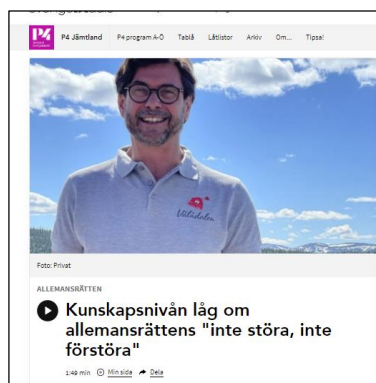 P4 P4 Jämtland P4 program A-Ö Tablå Låtlistor Arkiv Om... Tipsa!
Vålådalen
Foto: Privat
ALLEMANSRÄTTEN
Kunskapsnivån låg om
allemansrättens "inte störa, inte
förstöra"
1:49 min Min sida Dela